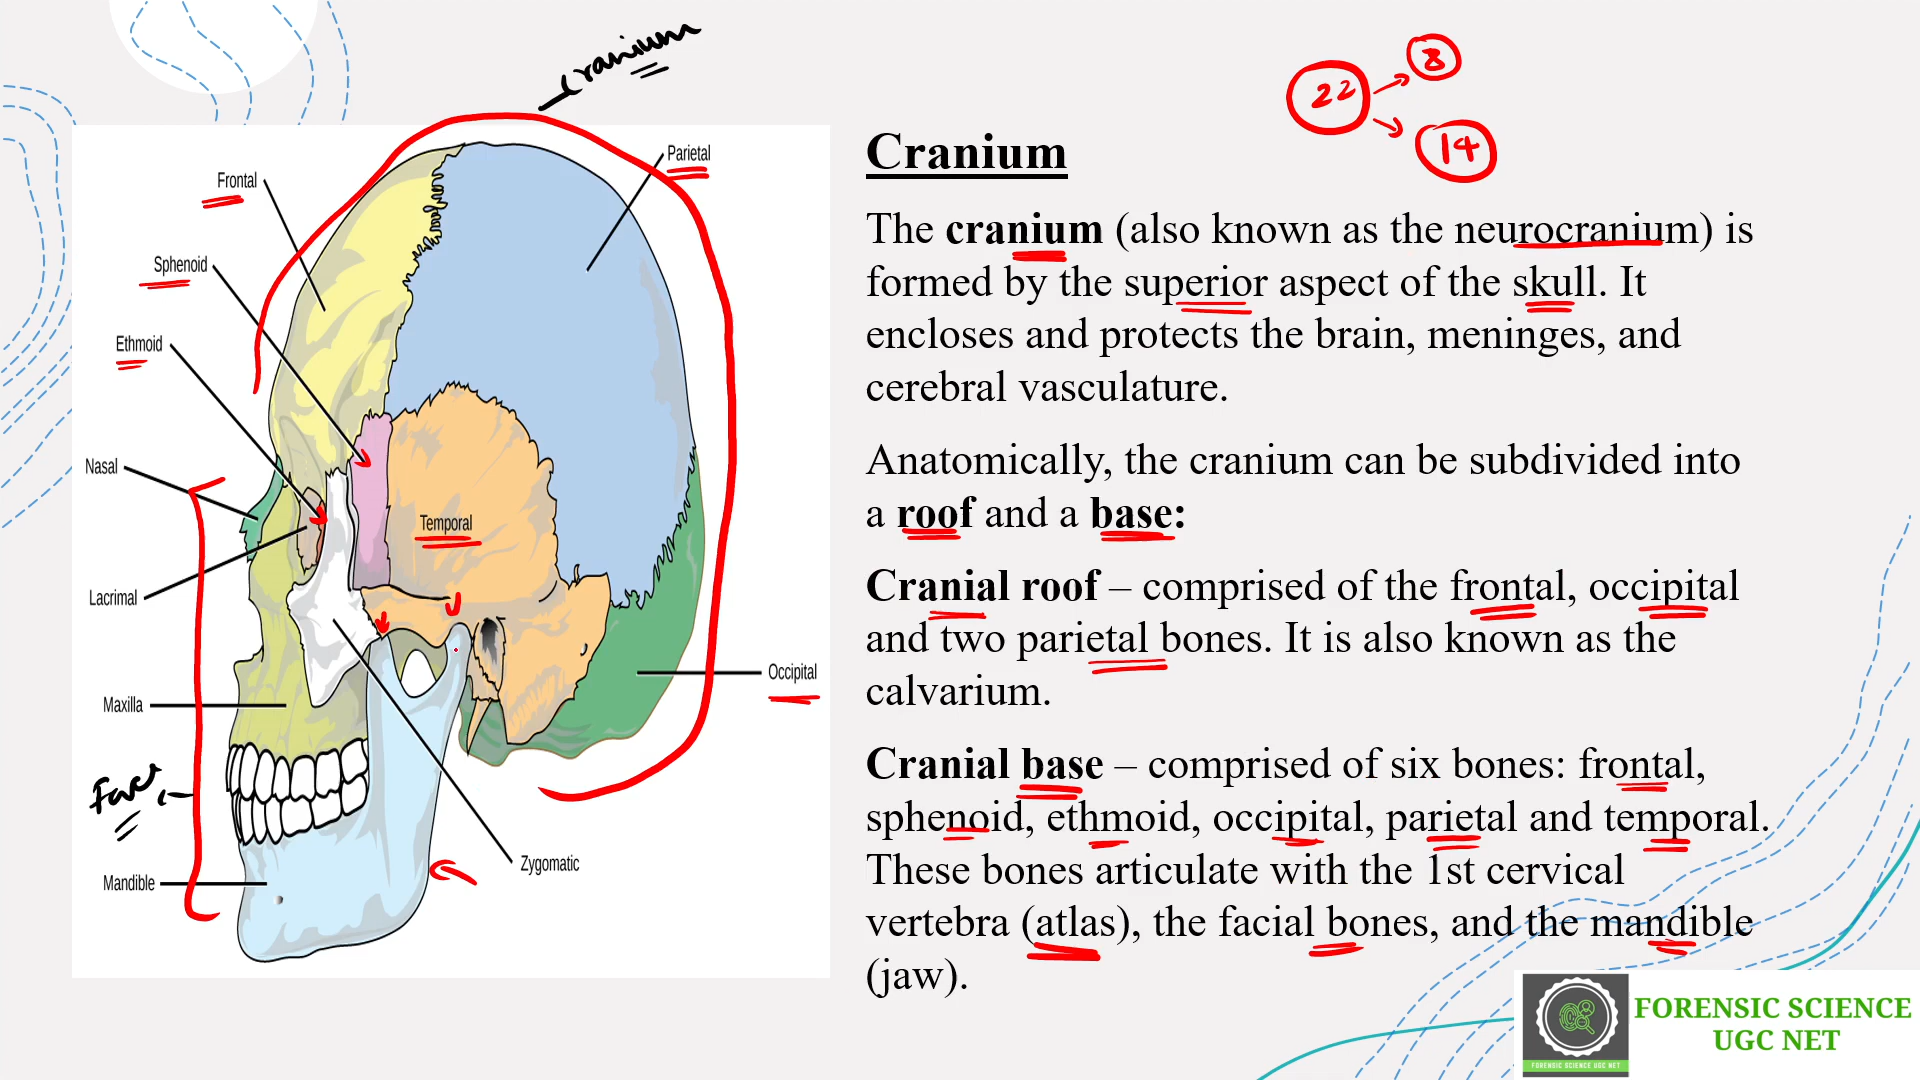 cranium
22
8
14
Cranium
The cranium (also known as the neurocranium) is
formed by the superior aspect of the skull. It
encloses and protects the brain, meninges, and
cerebral vasculature.
Anatomically, the cranium can be subdivided into
a roof and a base:
Cranial roof – comprised of the frontal, occipital
and two parietal bones. It is also known as the
calvarium.
Cranial base – comprised of six bones: frontal,
sphenoid, ethmoid, occipital, parietal and temporal.
These bones articulate with the 1st cervical
vertebra (atlas), the facial bones, and the mandible
(jaw).
Parietal
Frontal
Sphenoid
Ethmoid
Nasal
Temporal
Lacrimal
Occipital
Maxilla
Face
Zygomatic
Mandible
FORENSIC SCIENCE
UGC NET
FORENSIC SCIENCE UGC NET